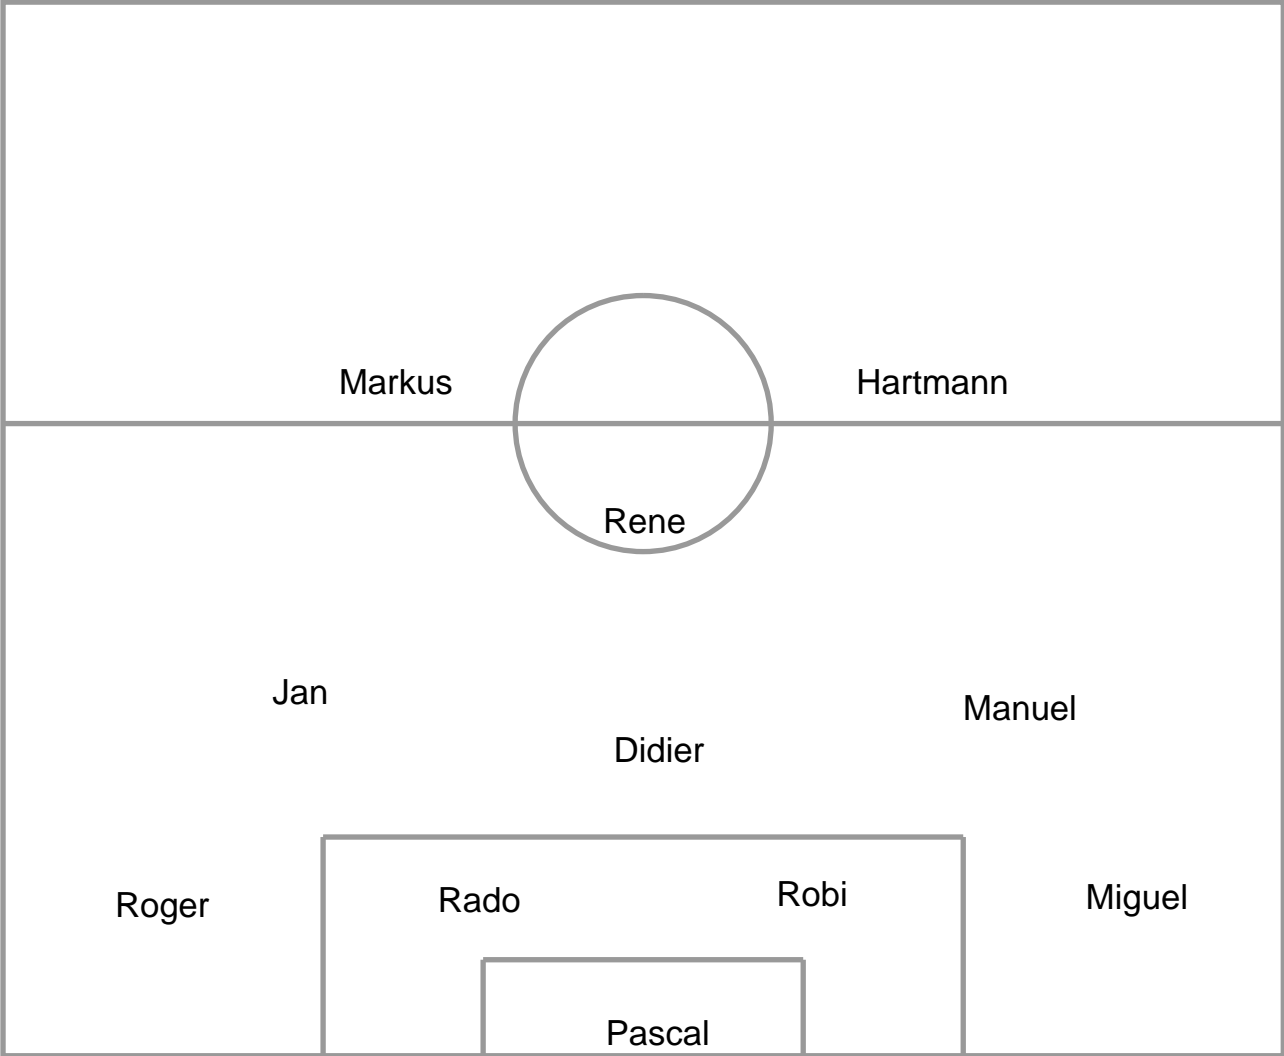 Markus
Hartmann
Rene
Jan
Manuel
Didier
Roger
Rado
Robi
Miguel
Pascal